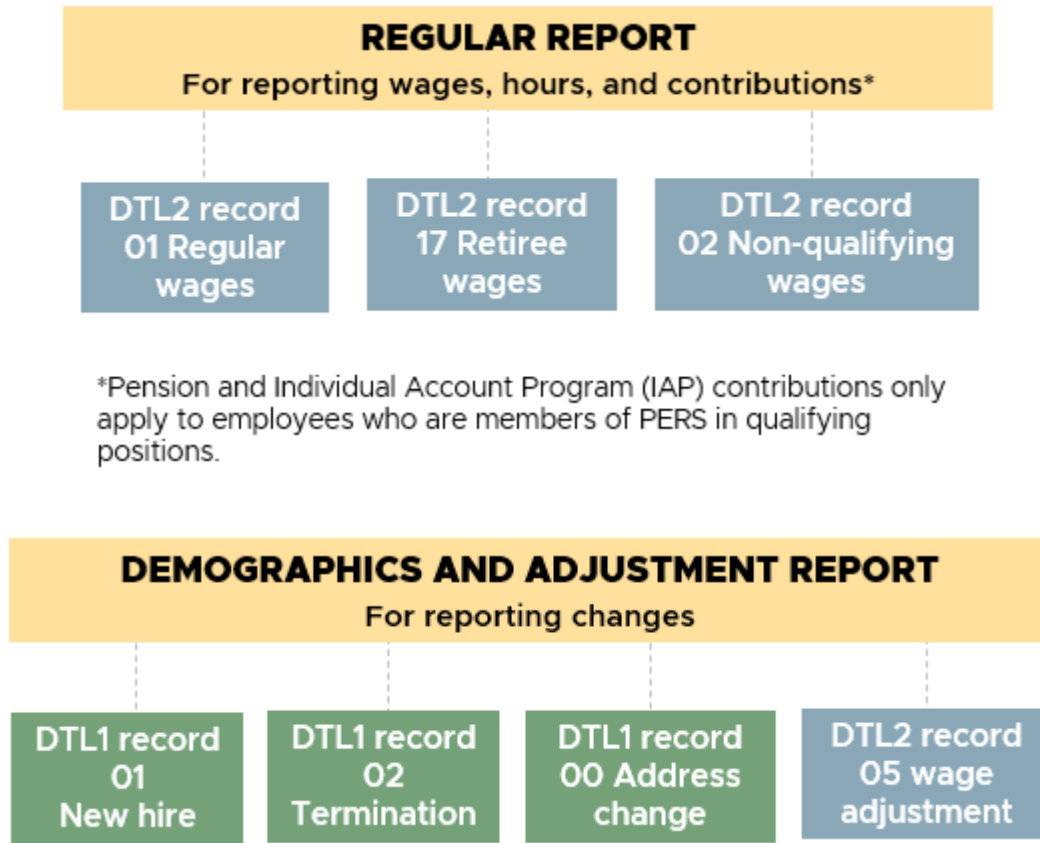 REGULAR REPORT
For reporting wages, hours, and contributions*
DTL2 record
01 Regular
wages
DTL2 record
17 Retiree
wages
DTL2 record
02 Non-qualifying
wages
*Pension and Individual Account Program (IAP) contributions only
apply to employees who are members of PERS in qualifying
positions.
DEMOGRAPHICS AND ADJUSTMENT REPORT
For reporting changes
DTL1 record
01
New hire
DTL1 record
02
Termination
DTL1 record
00 Address
change
DTL2 record
05 wage
adjustment